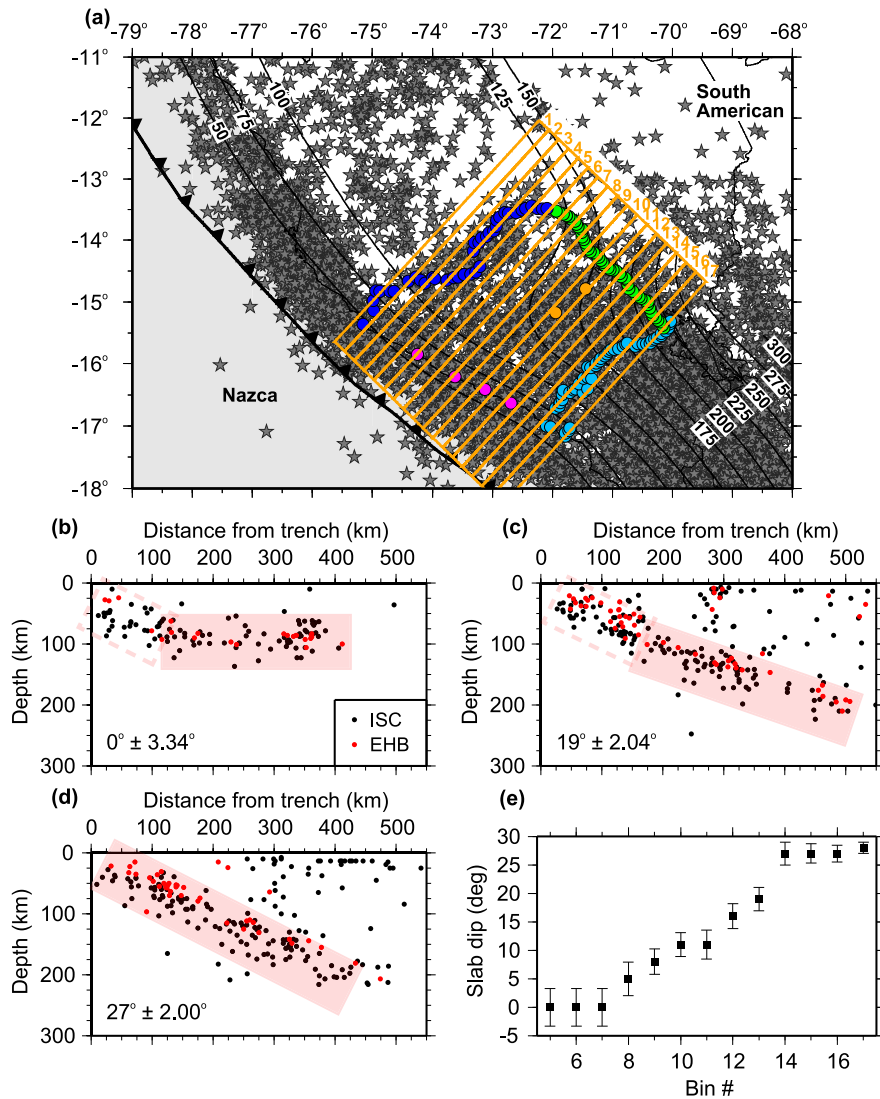 (a)
-79° -78° -77° -76° -75° -74° -73° -72° -71° -70° -69° -68°
-11°
-12°
-13°
-14°
-15°
-16°
-17°
-18°
South
American
Nazca
50
75
100
125
150
1 2 3 4 5 6 7 8 9 10 11 12 13 14 15 16 17
175
200
225
250
275
300
(b)
Distance from trench (km)
0 100 200 300 400 500
Depth (km)
0
100
200
300
0° ± 3.34°
ISC
EHB
(c)
Distance from trench (km)
0 100 200 300 400 500
Depth (km)
0
100
200
300
19° ± 2.04°
(d)
Distance from trench (km)
0 100 200 300 400 500
Depth (km)
0
100
200
300
27° ± 2.00°
(e)
Slab dip (deg)
30
25
20
15
10
5
0
-5
6 8 10 12 14 16
Bin #